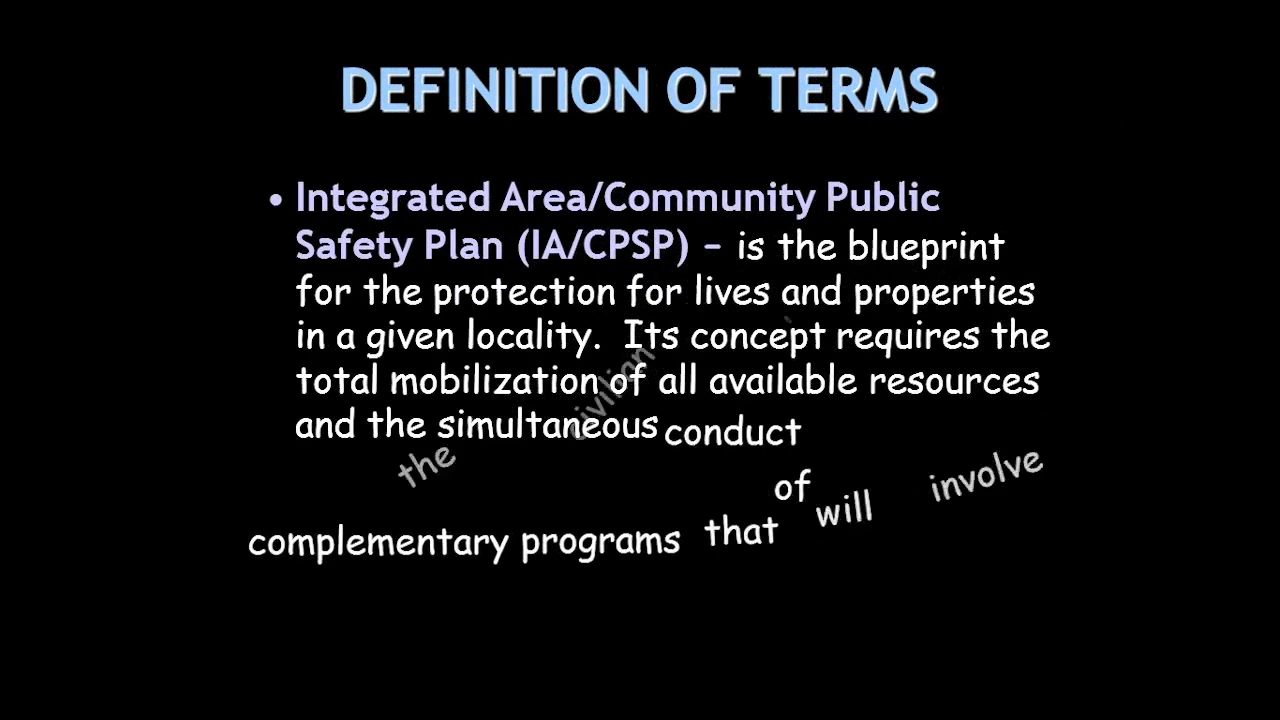 DEFINITION OF TERMS
• Integrated Area/Community Public
Safety Plan (IA/CPSP) – is the blueprint
for the protection for lives and properties
in a given locality.  Its concept requires the
total mobilization of all available resources
and the simultaneous conduct
of
complementary programs that will involve
the civilian